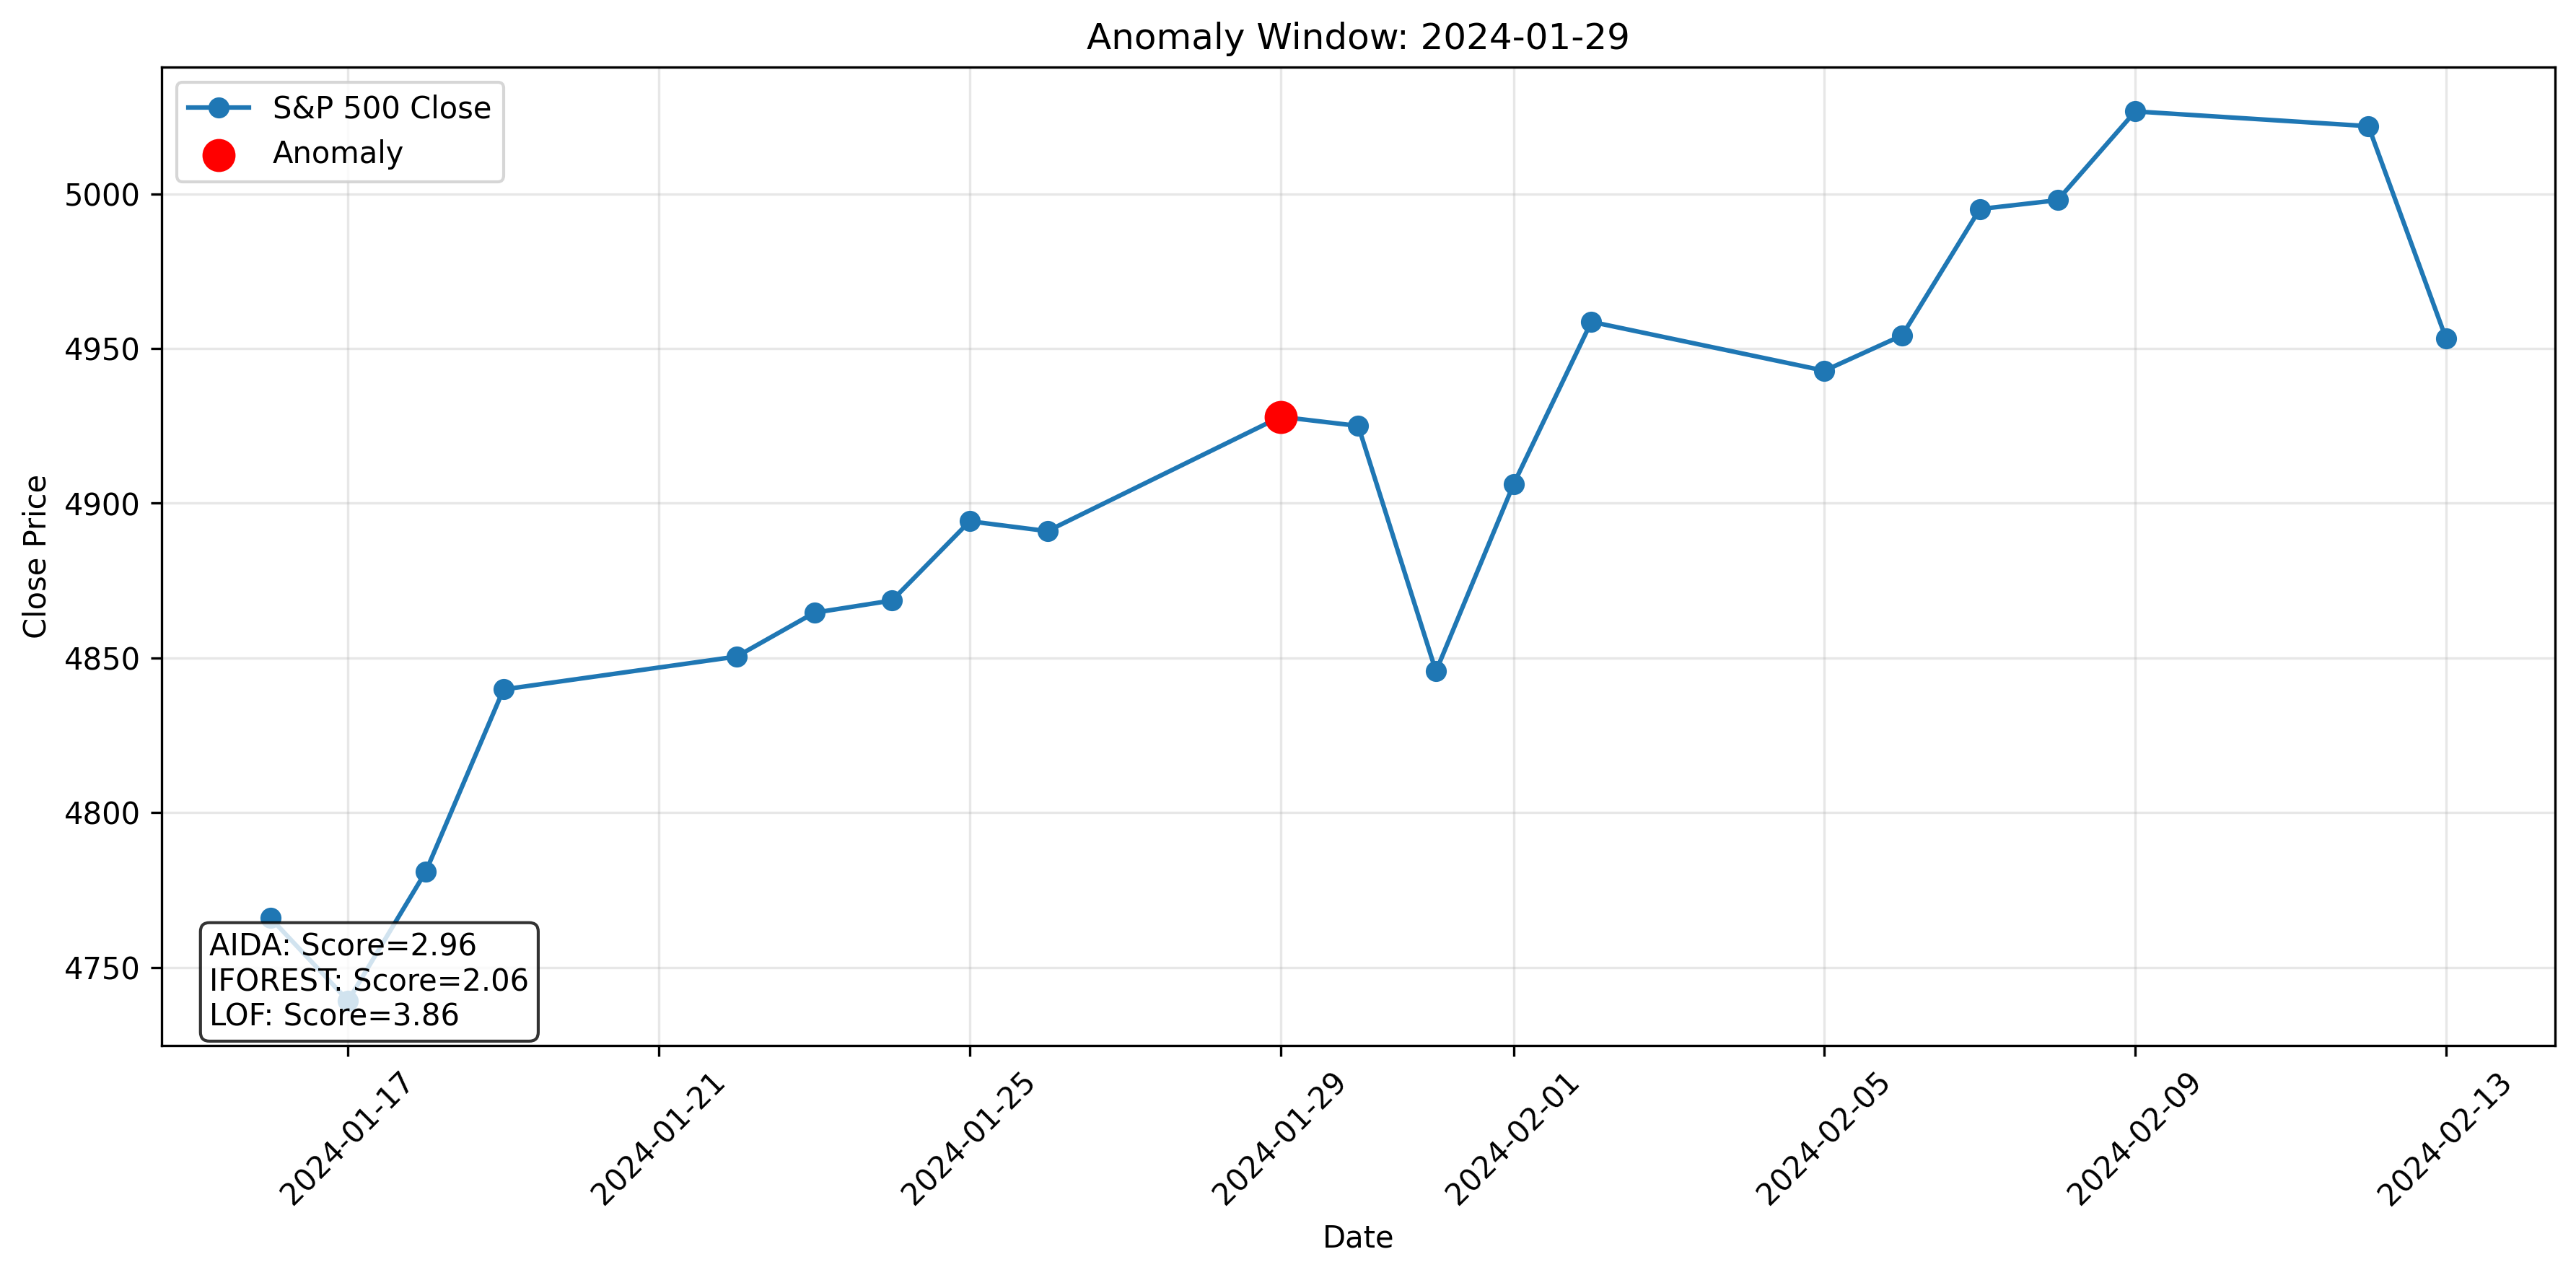 Anomaly Window: 2024-01-29
S&P 500 Close
Anomaly
5000
4950
4900
4850
4800
4750
Close Price
AIDA: Score=2.96
IFOREST: Score=2.06
LOF: Score=3.86
2024-01-17
2024-01-21
2024-01-25
2024-01-29
2024-02-01
2024-02-05
2024-02-09
2024-02-13
Date